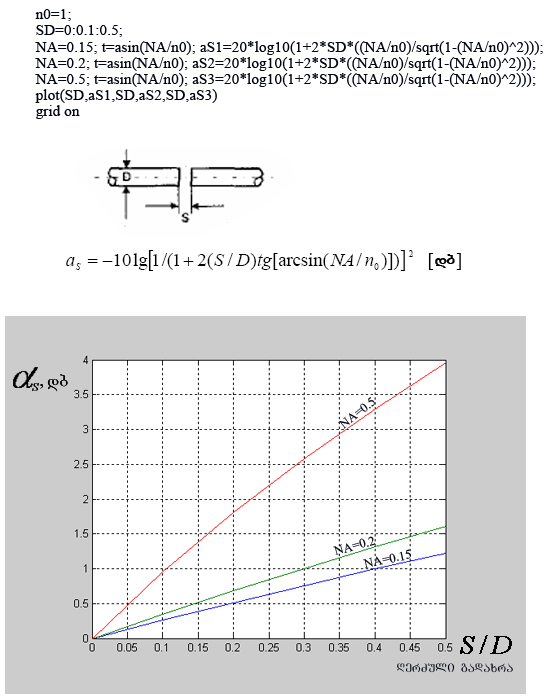 n0=1;
SD=0:0.1:0.5;
NA=0.15; t=asin(NA/n0); aS1=20*log10(1+2*SD*((NA/n0)/sqrt(1-(NA/n0)^2)));
NA=0.2; t=asin(NA/n0); aS2=20*log10(1+2*SD*((NA/n0)/sqrt(1-(NA/n0)^2)));
NA=0.5; t=asin(NA/n0); aS3=20*log10(1+2*SD*((NA/n0)/sqrt(1-(NA/n0)^2)));
plot(SD,aS1,SD,aS2,SD,aS3)
grid on
D
S
a_S = −10 lg[1/(1 + 2(S / D)tg[arcsin(NA / n_0)])]^2 [დბ]
α_S, დბ
4
3.5
3
2.5
2
1.5
1
0.5
0
NA=0.5
NA=0.2
NA=0.15
0 0.05 0.1 0.15 0.2 0.25 0.3 0.35 0.4 0.45 0.5
S / D
ღერძული გადახრა